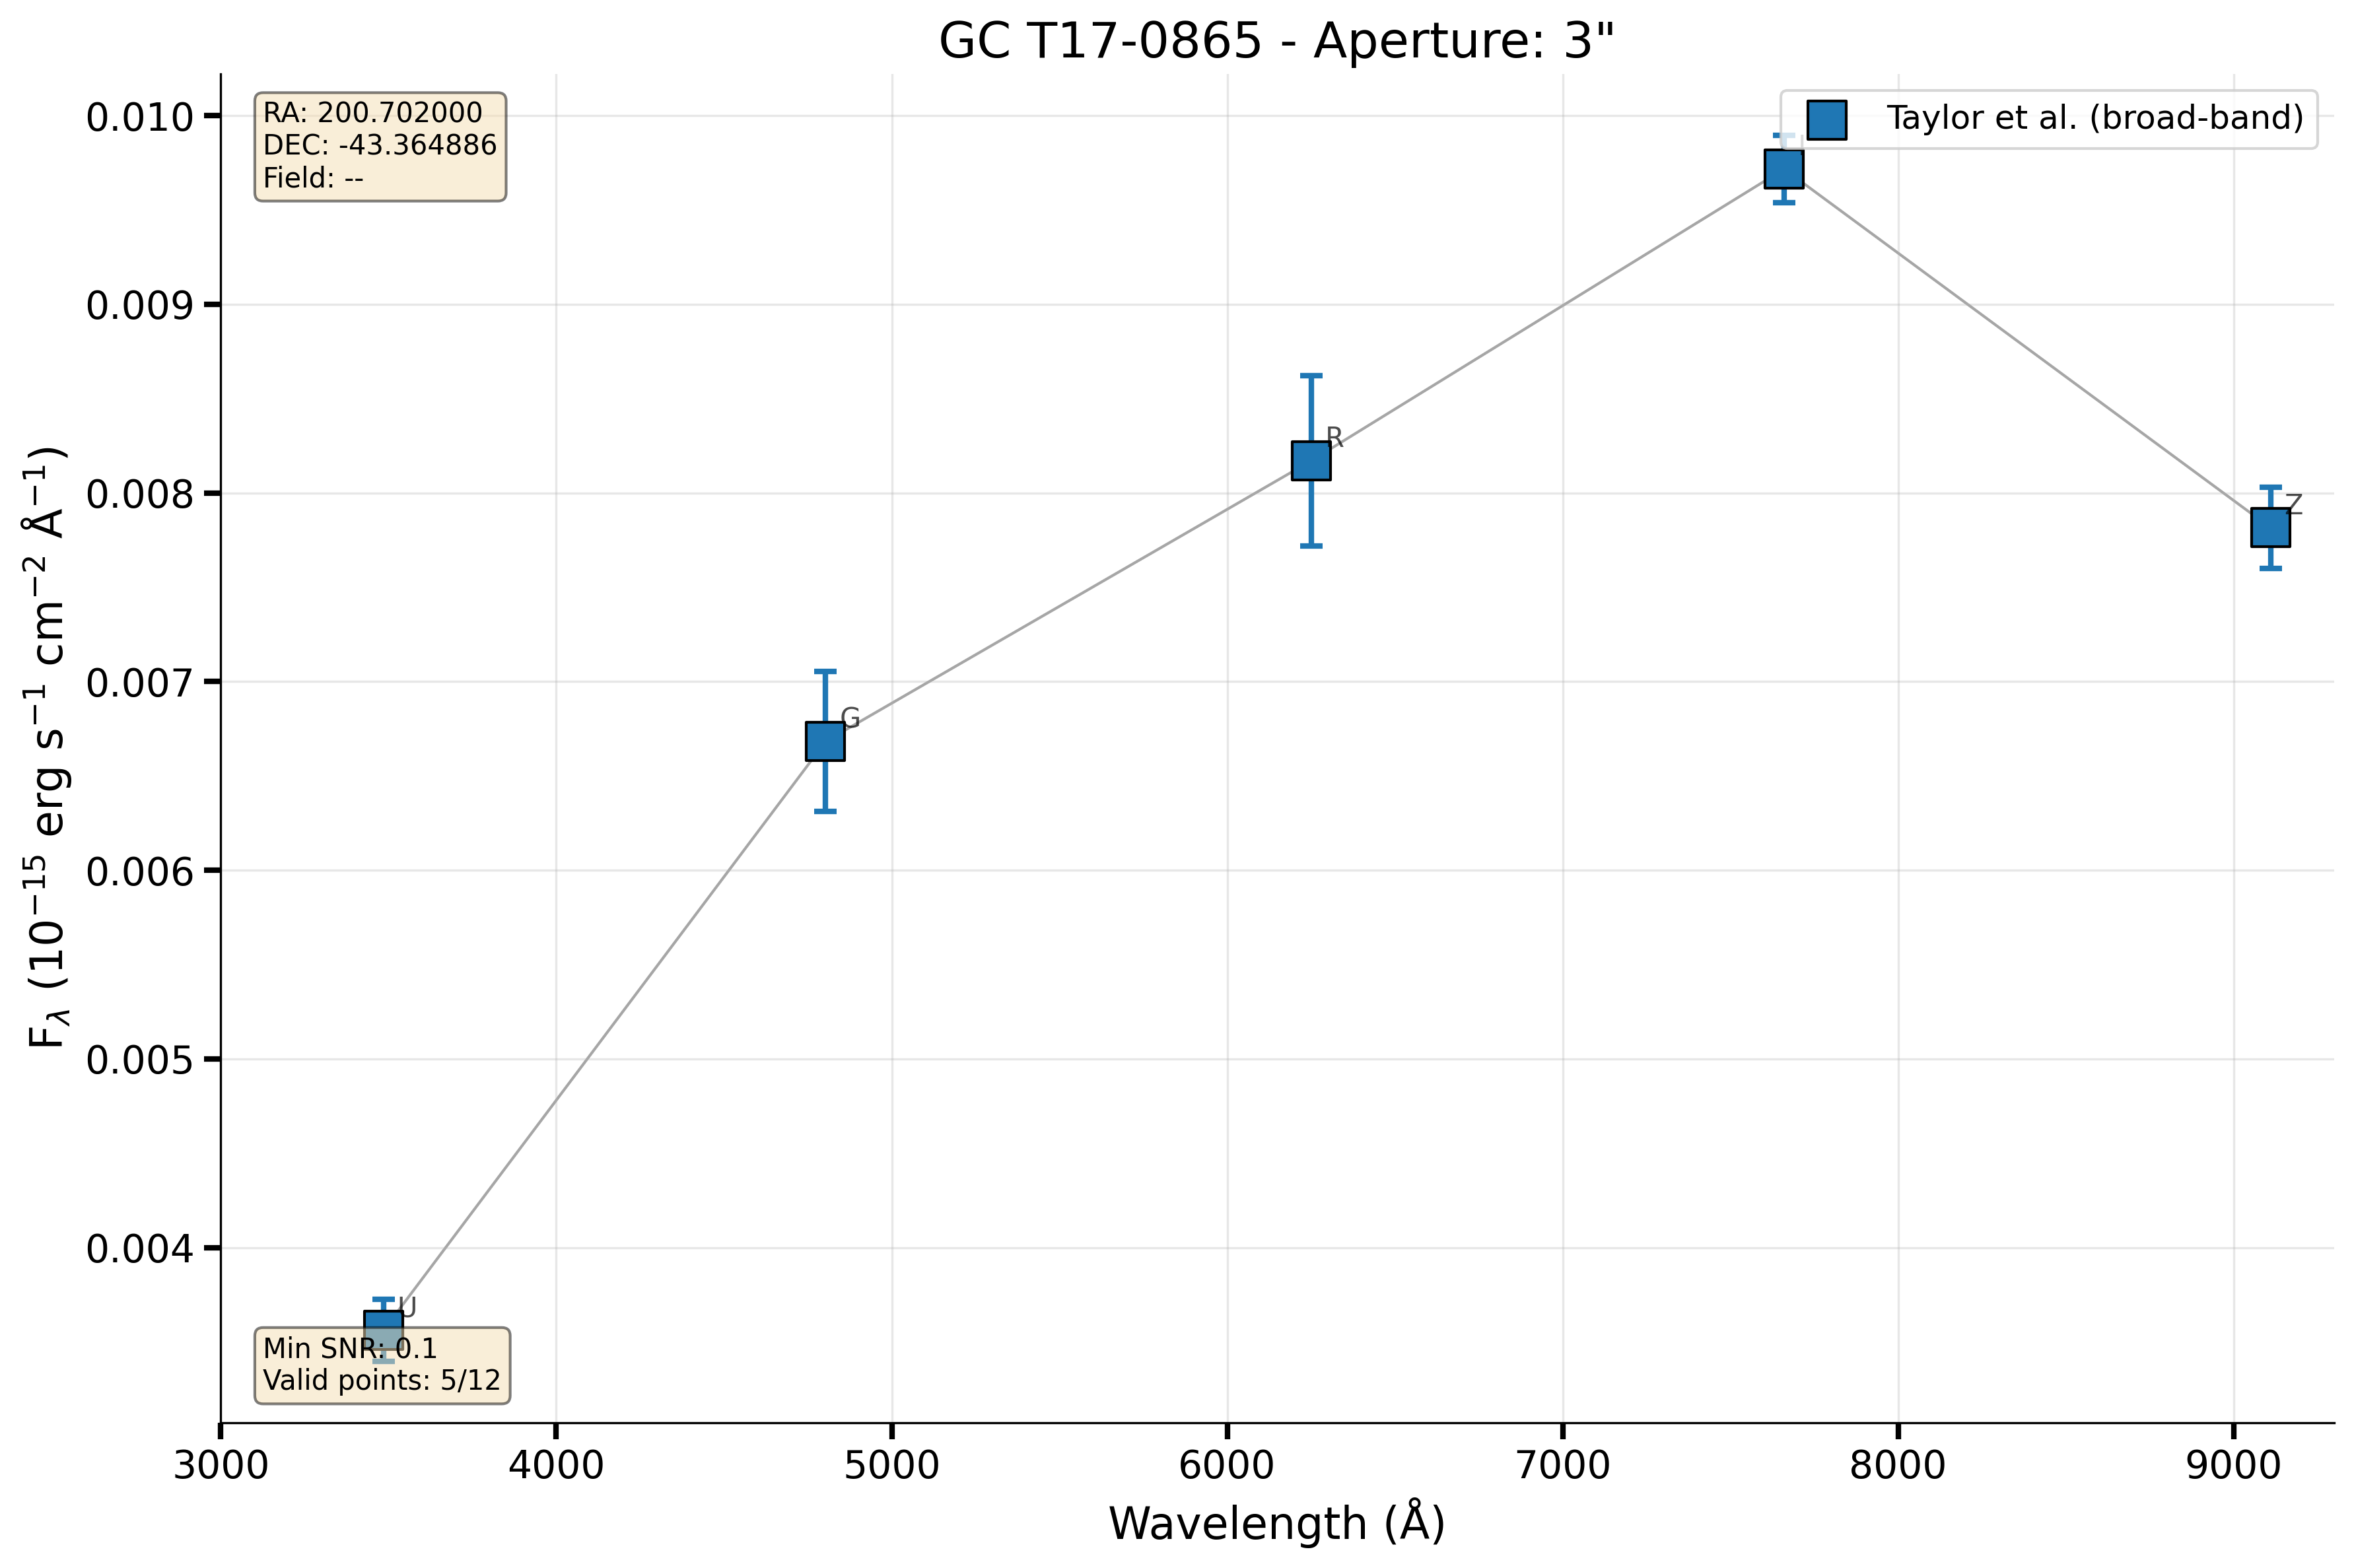 GC T17-0865 - Aperture: 3"
RA: 200.702000
DEC: -43.364886
Field: --
Taylor et al. (broad-band)
0.010
0.009
0.008
0.007
0.006
0.005
0.004
F_λ (10⁻¹⁵ erg s⁻¹ cm⁻² Å⁻¹)
U
G
R
Z
Min SNR: 0.1
Valid points: 5/12
3000
4000
5000
6000
7000
8000
9000
Wavelength (Å)